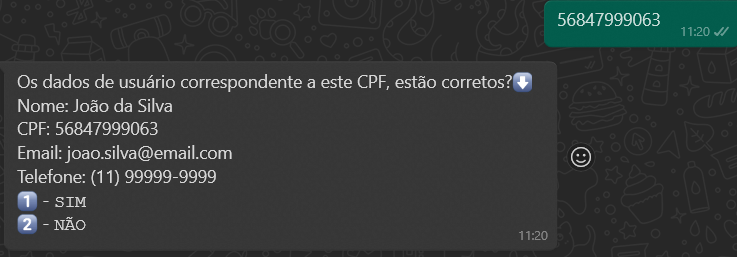 56847999063
11:20
Os dados de usuário correspondente a este CPF, estão corretos?⬇️
Nome: João da Silva
CPF: 56847999063
Email: joao.silva@email.com
Telefone: (11) 99999-9999
1️⃣ - SIM
2️⃣ - NÃO
11:20